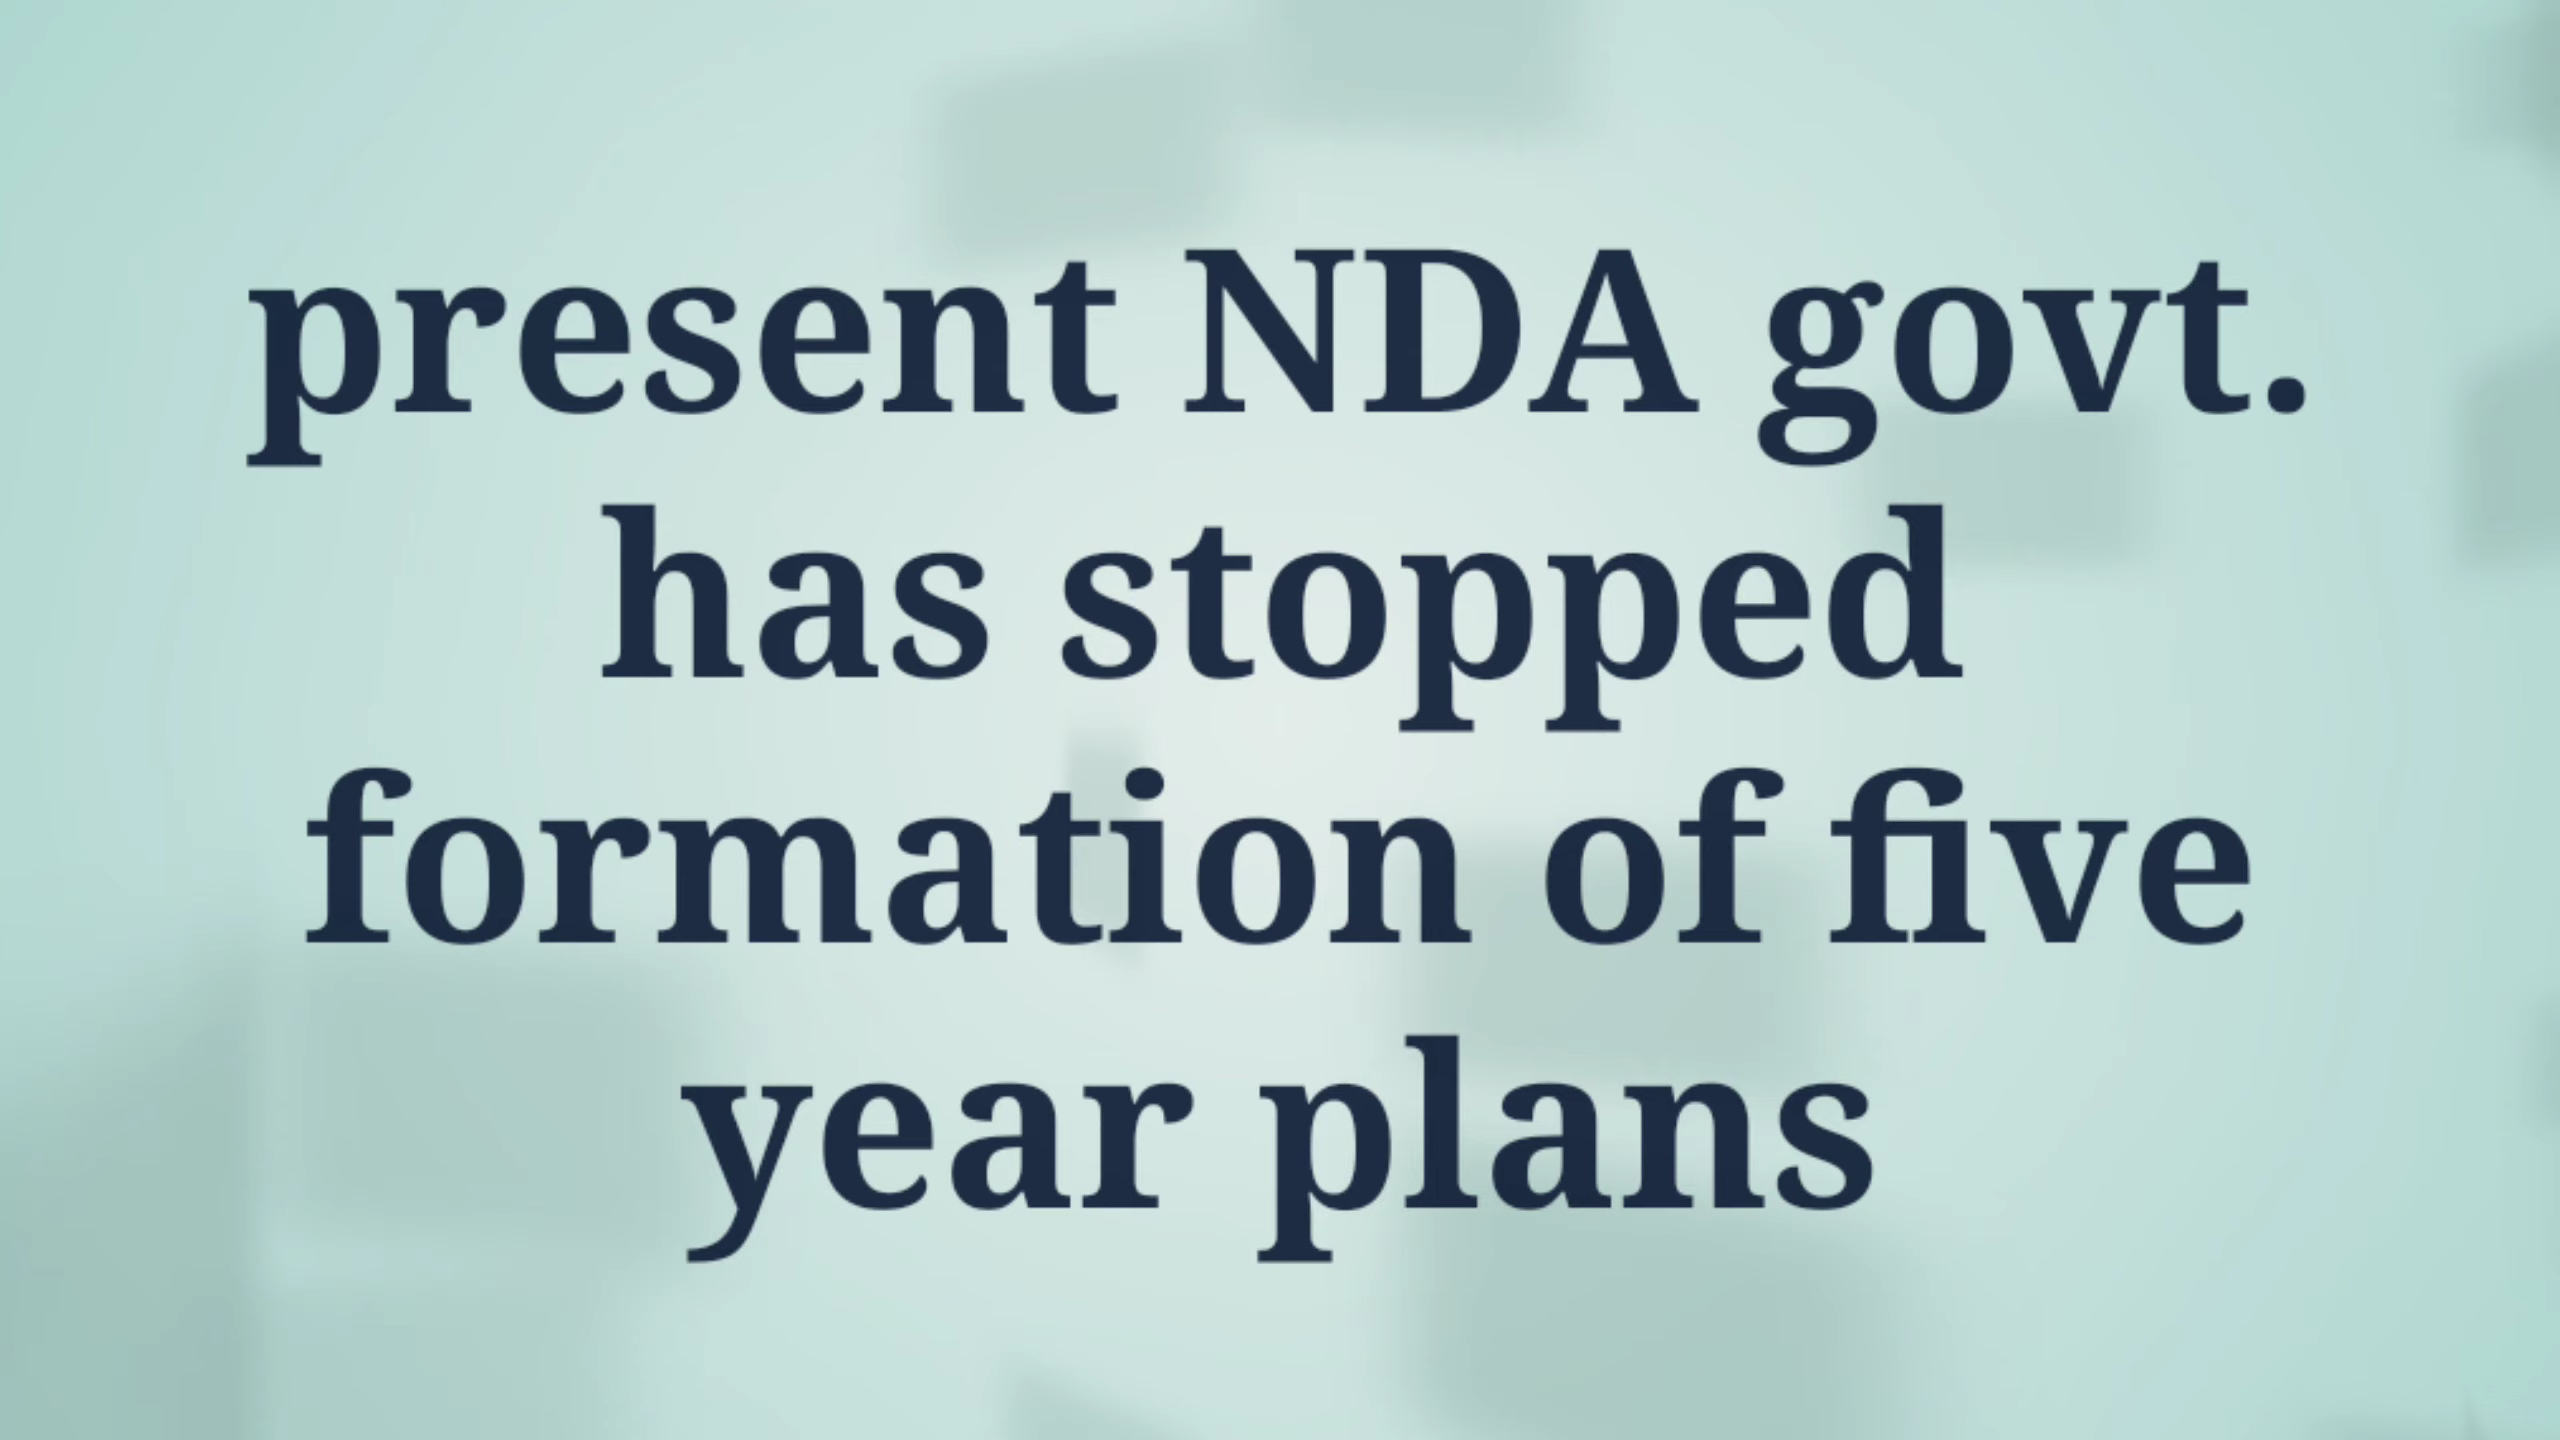 present NDA govt.
has stopped
formation of five
year plans